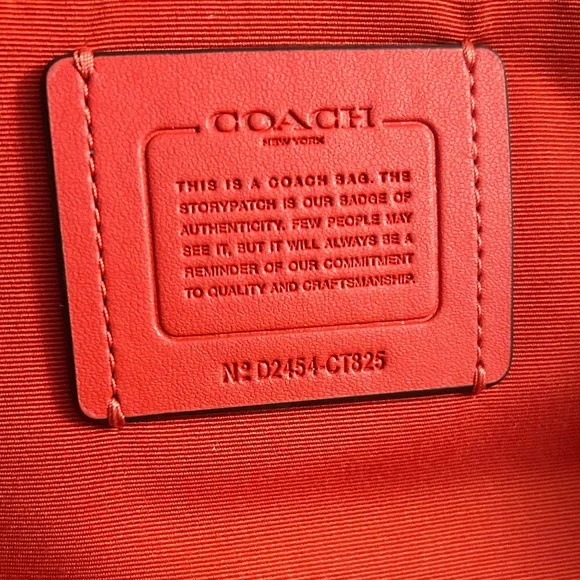 COACH
NEW YORK
THIS IS A COACH BAG. THE
STORYPATCH IS OUR BADGE OF
AUTHENTICITY. FEW PEOPLE MAY
SEE IT, BUT IT WILL ALWAYS BE A
REMINDER OF OUR COMMITMENT
TO QUALITY AND CRAFTSMANSHIP.
Nº D2454-CT825